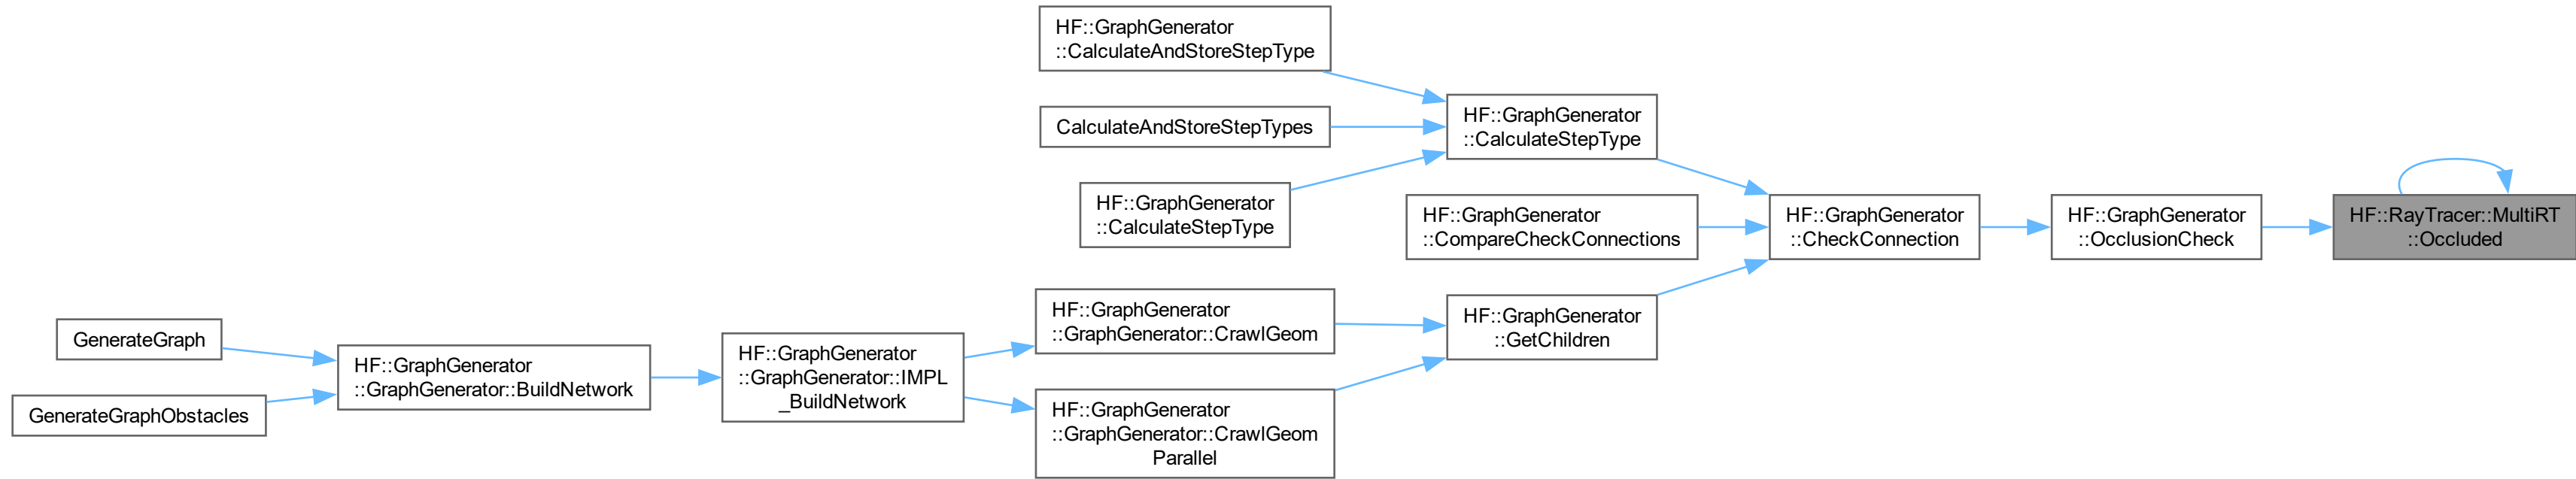 HF::GraphGenerator
::CalculateAndStoreStepType
CalculateAndStoreStepTypes
HF::GraphGenerator
::CalculateStepType
HF::GraphGenerator
::CalculateStepType
HF::GraphGenerator
::CompareCheckConnections
HF::GraphGenerator
::CheckConnection
HF::GraphGenerator
::OcclusionCheck
HF::RayTracer::MultiRT
::Occluded
GenerateGraph
GenerateGraphObstacles
HF::GraphGenerator
::GraphGenerator::BuildNetwork
HF::GraphGenerator
::GraphGenerator::IMPL
_BuildNetwork
HF::GraphGenerator
::GraphGenerator::CrawlGeom
HF::GraphGenerator
::GraphGenerator::CrawlGeom
Parallel
HF::GraphGenerator
::GetChildren